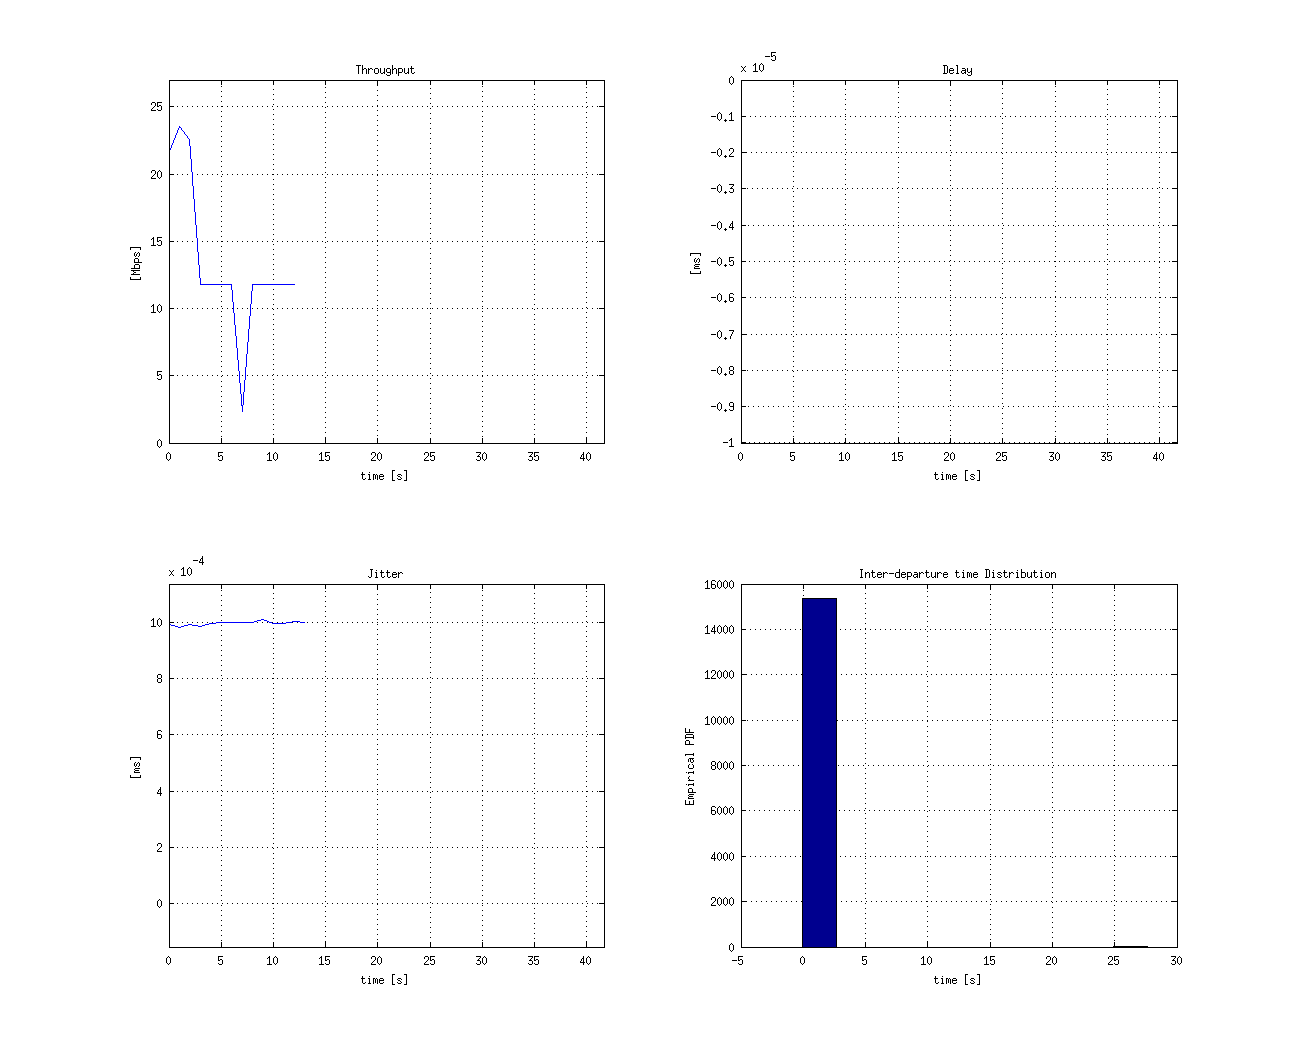 Throughput
25
20
15
10
5
0
[Mbps]
0 5 10 15 20 25 30 35 40
time [s]
x 10^-5
Delay
0
-0.1
-0.2
-0.3
-0.4
-0.5
-0.6
-0.7
-0.8
-0.9
-1
[ms]
0 5 10 15 20 25 30 35 40
time [s]
x 10^-4
Jitter
10
8
6
4
2
0
[ms]
0 5 10 15 20 25 30 35 40
time [s]
Inter-departure time Distribution
16000
14000
12000
10000
8000
6000
4000
2000
0
Empirical PDF
-5 0 5 10 15 20 25 30
time [s]